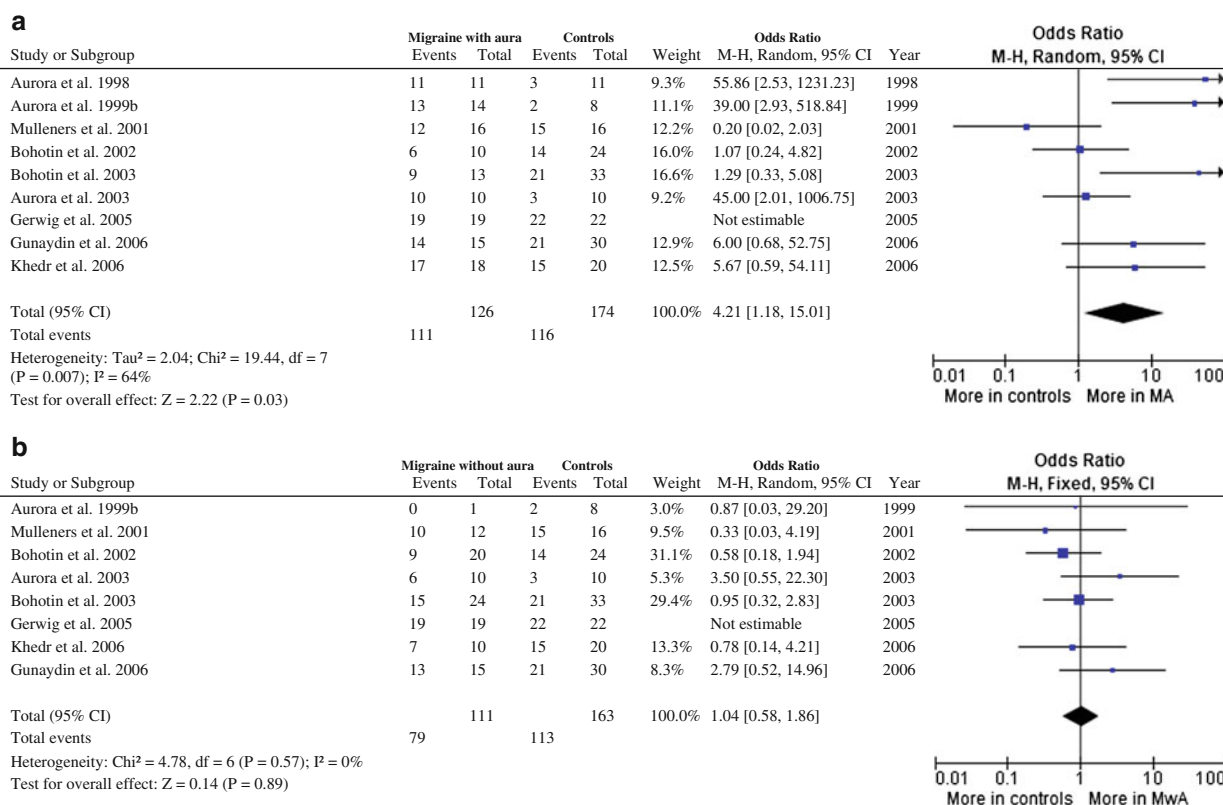 a
Migraine with aura Controls Odds Ratio Odds Ratio
Study or Subgroup Events Total Events Total Weight M-H, Random, 95% CI Year M-H, Random, 95% CI
Aurora et al. 1998 11 11 3 11 9.3% 55.86 [2.53, 1231.23] 1998
Aurora et al. 1999b 13 14 2 8 11.1% 39.00 [2.93, 518.84] 1999
Mulleners et al. 2001 12 16 15 16 12.2% 0.20 [0.02, 2.03] 2001
Bohotin et al. 2002 6 10 14 24 16.0% 1.07 [0.24, 4.82] 2002
Bohotin et al. 2003 9 13 21 33 16.6% 1.29 [0.33, 5.08] 2003
Aurora et al. 2003 10 10 3 10 9.2% 45.00 [2.01, 1006.75] 2003
Gerwig et al. 2005 19 19 22 22 Not estimable 2005
Gunaydin et al. 2006 14 15 21 30 12.9% 6.00 [0.68, 52.75] 2006
Khedr et al. 2006 17 18 15 20 12.5% 5.67 [0.59, 54.11] 2006
Total (95% CI) 126 174 100.0% 4.21 [1.18, 15.01]
Total events 111 116
Heterogeneity: Tau² = 2.04; Chi² = 19.44, df = 7
(P = 0.007); I² = 64%
Test for overall effect: Z = 2.22 (P = 0.03)
0.01 0.1 1 10 100
More in controls More in MA
b
Migraine without aura Controls Odds Ratio Odds Ratio
Study or Subgroup Events Total Events Total Weight M-H, Random, 95% CI Year M-H, Fixed, 95% CI
Aurora et al. 1999b 0 1 2 8 3.0% 0.87 [0.03, 29.20] 1999
Mulleners et al. 2001 10 12 15 16 9.5% 0.33 [0.03, 4.19] 2001
Bohotin et al. 2002 9 20 14 24 31.1% 0.58 [0.18, 1.94] 2002
Aurora et al. 2003 6 10 3 10 5.3% 3.50 [0.55, 22.30] 2003
Bohotin et al. 2003 15 24 21 33 29.4% 0.95 [0.32, 2.83] 2003
Gerwig et al. 2005 19 19 22 22 Not estimable 2005
Khedr et al. 2006 7 10 15 20 13.3% 0.78 [0.14, 4.21] 2006
Gunaydin et al. 2006 13 15 21 30 8.3% 2.79 [0.52, 14.96] 2006
Total (95% CI) 111 163 100.0% 1.04 [0.58, 1.86]
Total events 79 113
Heterogeneity: Chi² = 4.78, df = 6 (P = 0.57); I² = 0%
Test for overall effect: Z = 0.14 (P = 0.89)
0.01 0.1 1 10 100
More in controls More in MwA